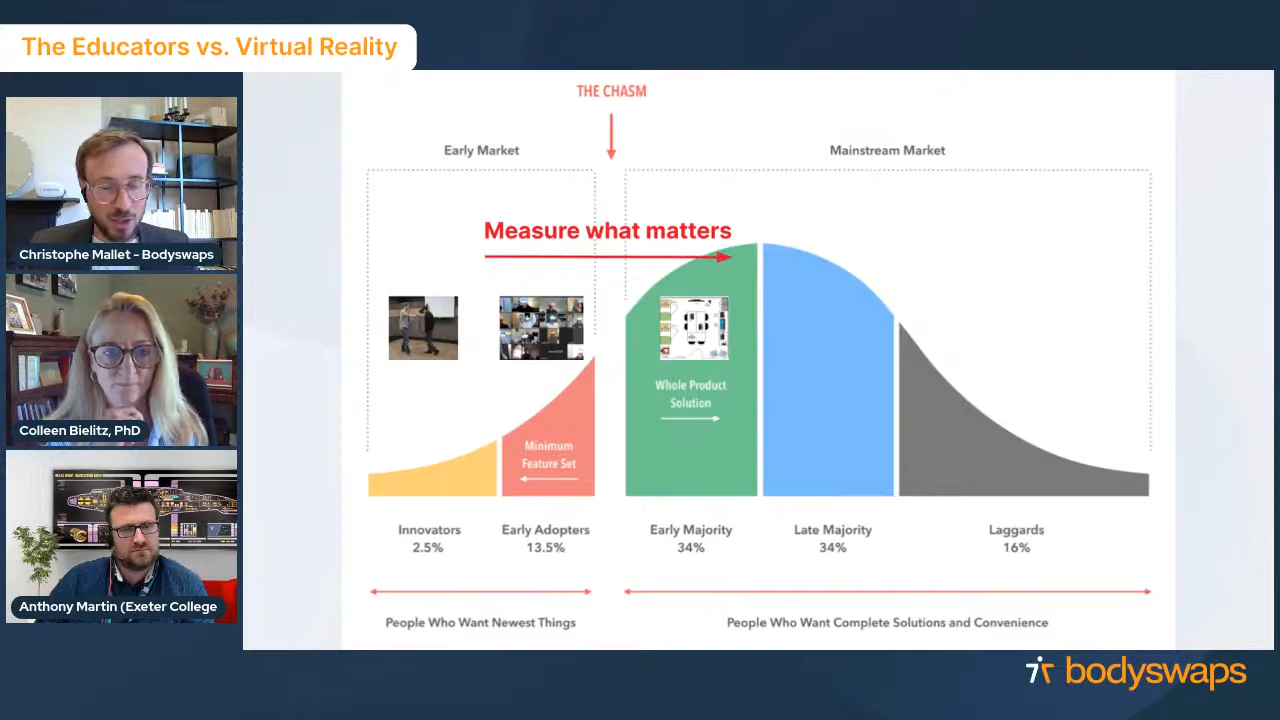 The Educators vs. Virtual Reality
Christophe Mallet - Bodyswaps
Colleen Bielitz, PhD
Anthony Martin (Exeter College
THE CHASM
Early Market
Mainstream Market
Measure what matters
Whole Product
Solution
Minimum
Feature Set
Innovators
2.5%
Early Adopters
13.5%
Early Majority
34%
Late Majority
34%
Laggards
16%
People Who Want Newest Things
People Who Want Complete Solutions and Convenience
bodyswaps